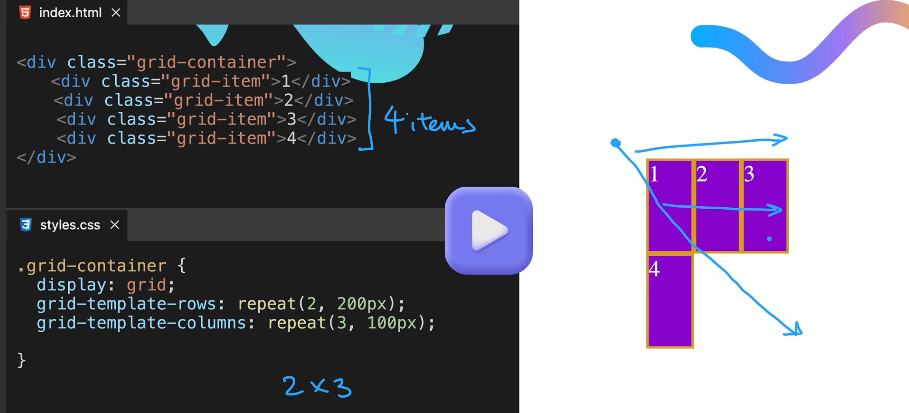 index.html ×
<div class="grid-container">
<div class="grid-item">1</div>
<div class="grid-item">2</div>
<div class="grid-item">3</div>
<div class="grid-item">4</div>
</div>
4 items
styles.css ×
.grid-container {
display: grid;
grid-template-rows: repeat(2, 200px);
grid-template-columns: repeat(3, 100px);
}
2 × 3
1 2 3
4